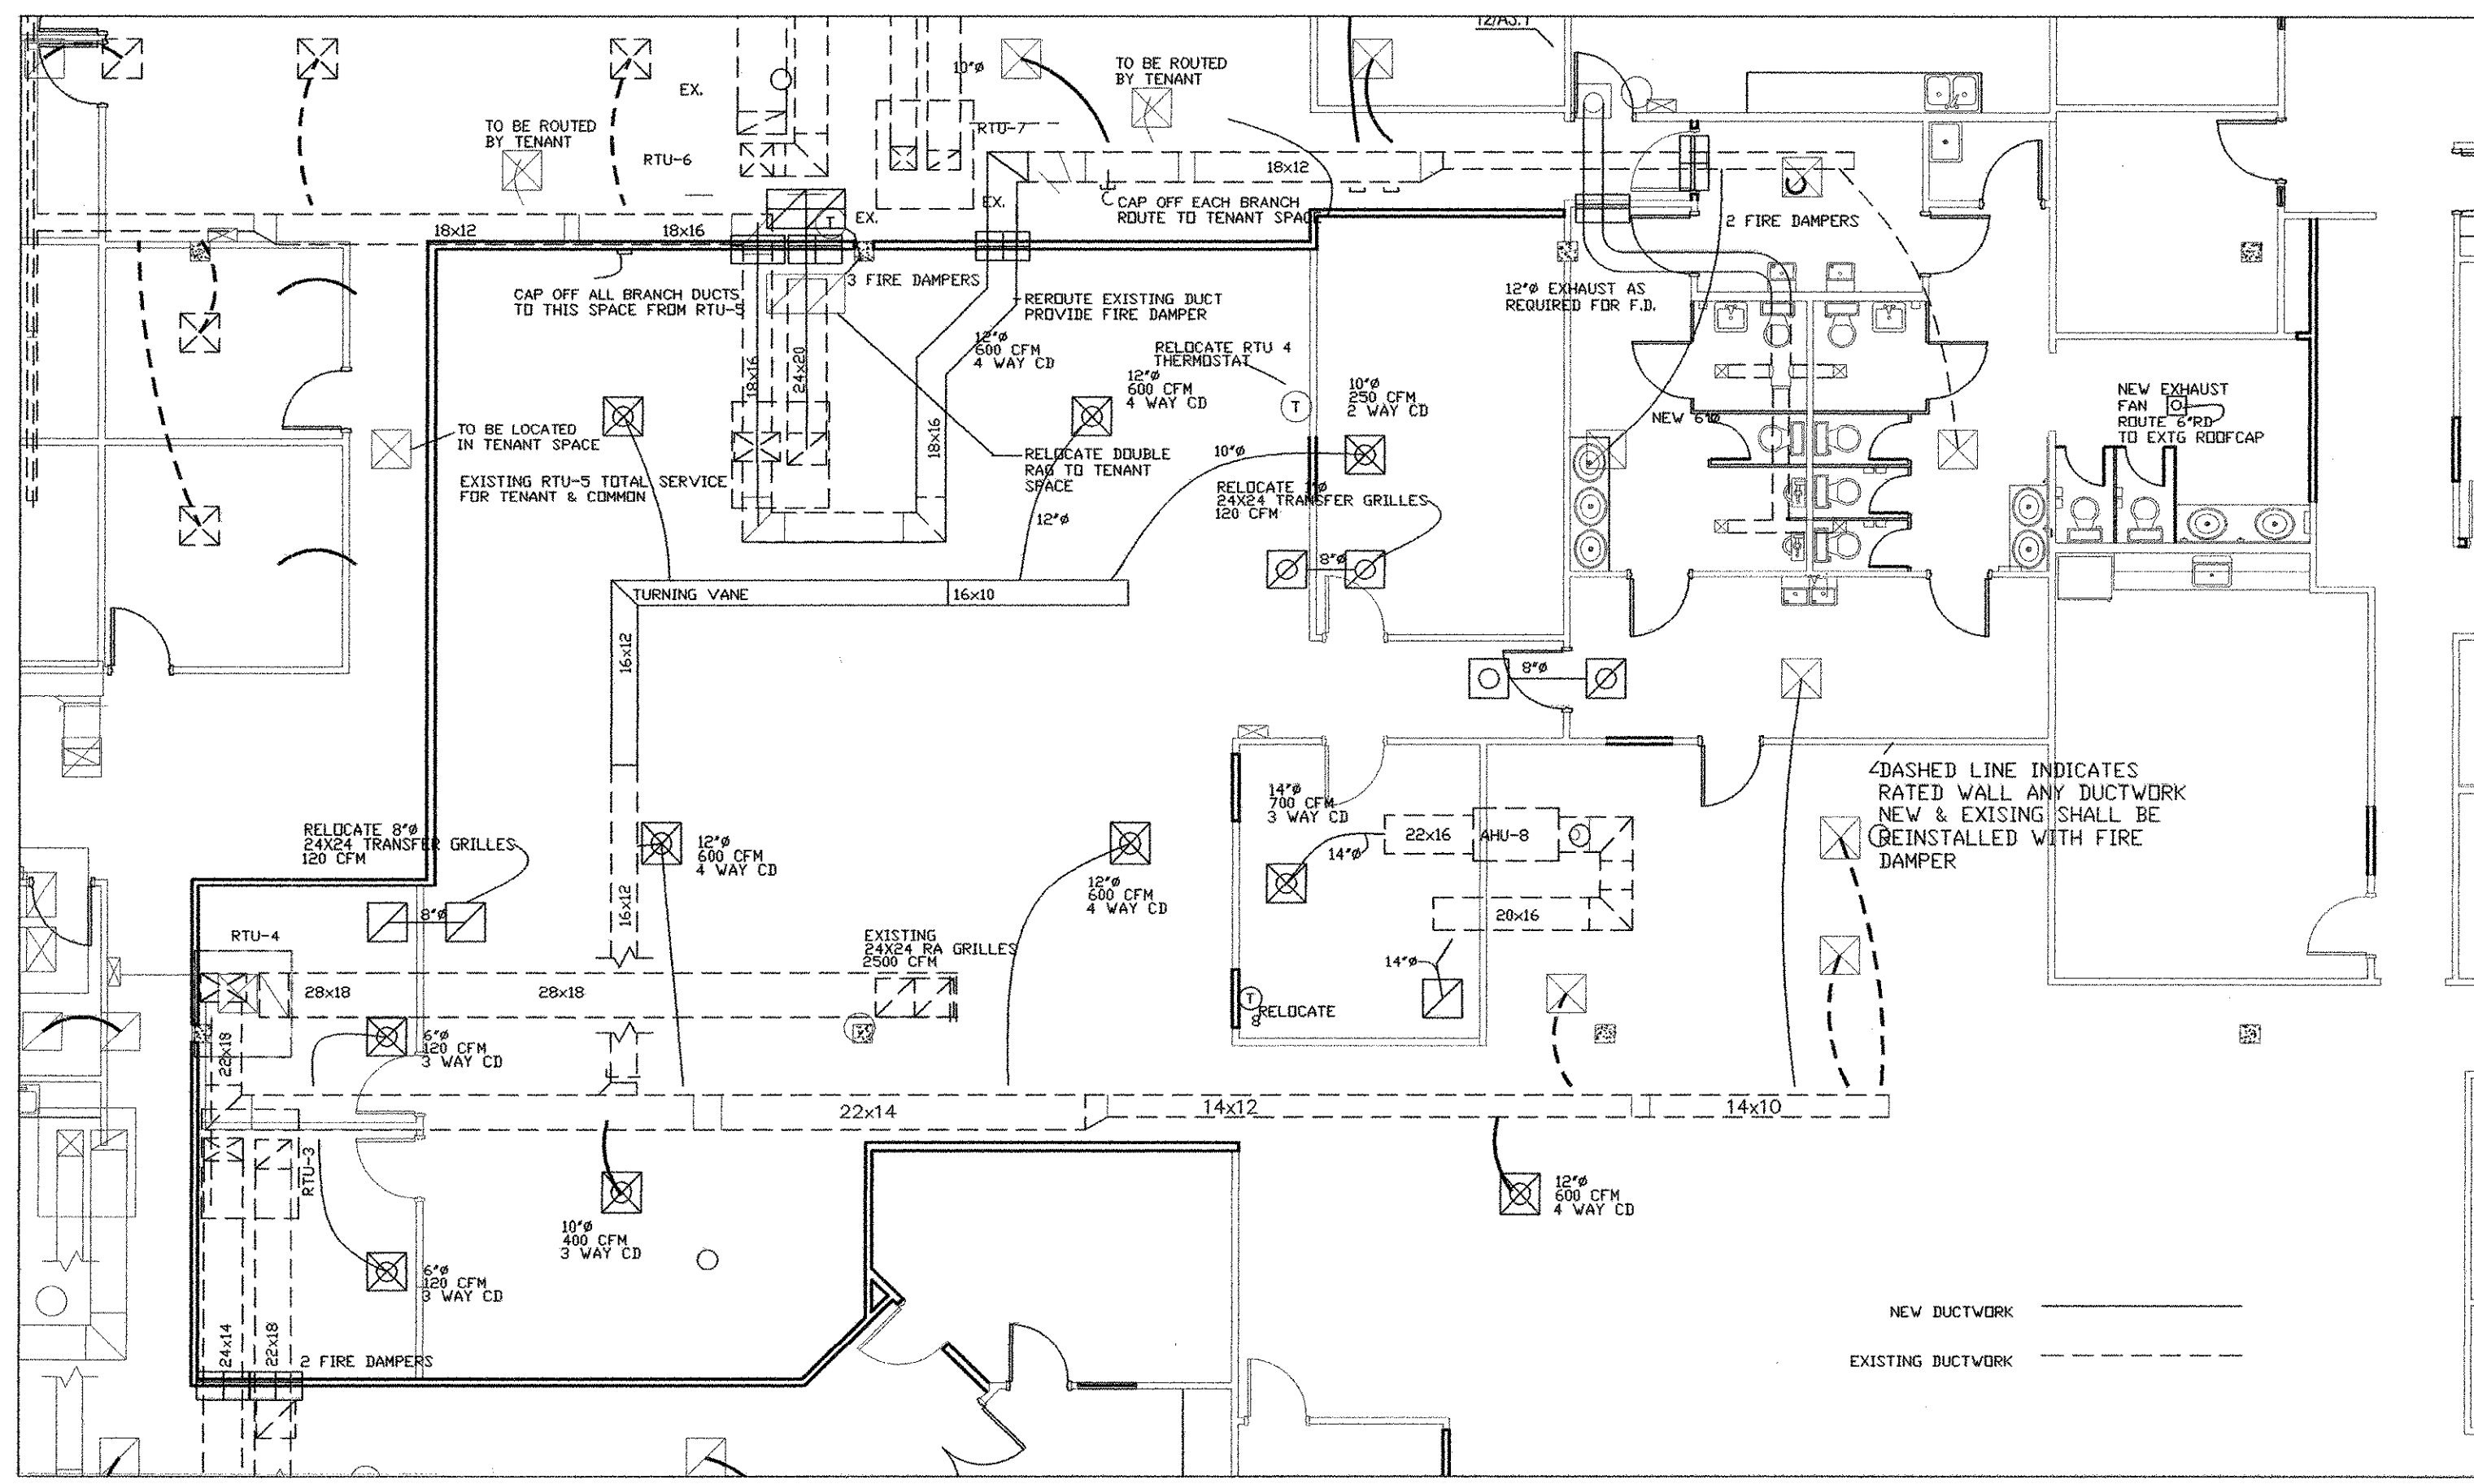 12/A3.1
10"ø
TO BE ROUTED
BY TENANT
EX.
RTU-7
TO BE ROUTED
BY TENANT
RTU-6
18x12
EX.
EX.
CAP OFF EACH BRANCH
ROUTE TO TENANT SPAC
2 FIRE DAMPERS
18x12
18x16
T
3 FIRE DAMPERS
CAP OFF ALL BRANCH DUCTS
TO THIS SPACE FROM RTU-5
REROUTE EXISTING DUCT
PROVIDE FIRE DAMPER
12"ø EXHAUST AS
REQUIRED FOR F.D.
12"ø
600 CFM
4 WAY CD
RELOCATE RTU 4
THERMOSTAT
18x16
24x20
12"ø
600 CFM
4 WAY CD
T
10"ø
250 CFM
2 WAY CD
NEW EXHAUST
FAN
ROUTE 6"RD
TO EXTG ROOFCAP
NEW 6"ø
TO BE LOCATED
IN TENANT SPACE
18x16
10"ø
RELOCATE DOUBLE
RAG TO TENANT
SPACE
EXISTING RTU-5 TOTAL SERVICE
FOR TENANT & COMMON
RELOCATE
24X24 TRANSFER GRILLES
120 CFM
12"ø
8"ø
TURNING VANE
16x10
16x12
8"ø
DASHED LINE INDICATES
RATED WALL ANY DUCTWORK
NEW & EXISING SHALL BE
REINSTALLED WITH FIRE
DAMPER
14"ø
700 CFM
3 WAY CD
22x16
AHU-8
14"ø
RELOCATE 8"ø
24X24 TRANSFER GRILLES
120 CFM
12"ø
600 CFM
4 WAY CD
12"ø
600 CFM
4 WAY CD
16x12
8"ø
20x16
RTU-4
EXISTING
24X24 RA GRILLES
2500 CFM
14"ø
28x18
28x18
T
8
RELOCATE
22x18
6"ø
120 CFM
3 WAY CD
22x14
14x12
14x10
RTU-3
12"ø
600 CFM
4 WAY CD
10"ø
400 CFM
3 WAY CD
6"ø
120 CFM
3 WAY CD
24x14
22x18
2 FIRE DAMPERS
NEW DUCTWORK
EXISTING DUCTWORK